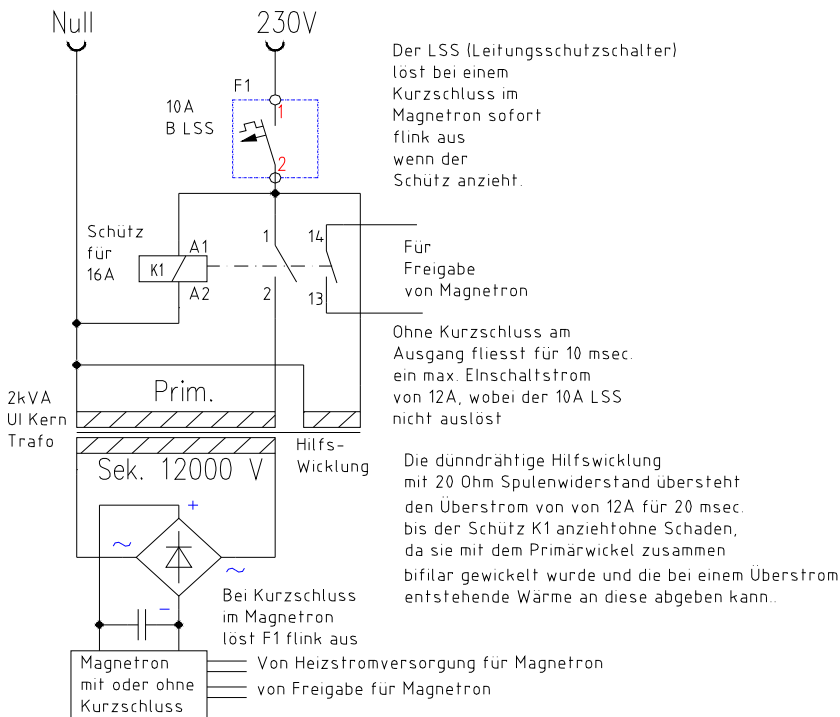 Null
230V
F1
10A
B LSS
1
2
Der LSS (Leitungsschutzschalter)
löst bei einem
Kurzschluss im
Magnetron sofort
flink aus
wenn der
Schütz anzieht.
Schütz
für
16A
K1
A1
A2
1
2
14
13
Für
Freigabe
von Magnetron
Ohne Kurzschluss am
Ausgang fliesst für 10 msec.
ein max. EInschaltstrom
von 12A, wobei der 10A LSS
nicht auslöst
2kVA
UI Kern
Trafo
Prim.
Sek. 12000 V
Hilfs-
Wicklung
Die dünndrähtige Hilfswicklung
mit 20 Ohm Spulenwiderstand übersteht
den Überstrom von von 12A für 20 msec.
bis der Schütz K1 anziehtohne Schaden,
da sie mit dem Primärwickel zusammen
bifilar gewickelt wurde und die bei einem Überstrom
entstehende Wärme an diese abgeben kann..
+
~
~
−
Bei Kurzschluss
im Magnetron
löst F1 flink aus
Magnetron
mit oder ohne
Kurzschluss
Von Heizstromversorgung für Magnetron
von Freigabe für Magnetron